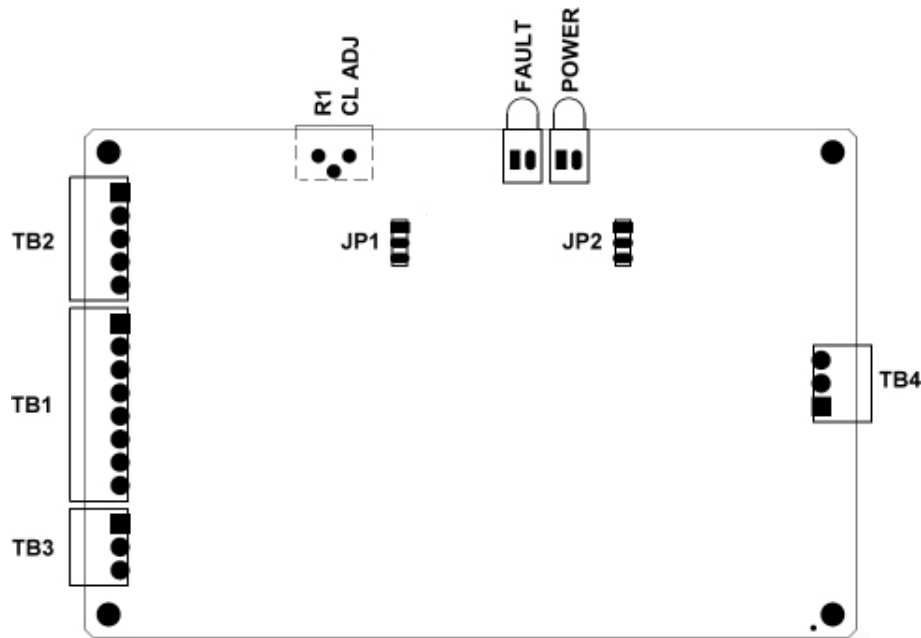 R1
CL ADJ
FAULT
POWER
TB2
JP1
JP2
TB1
TB4
TB3